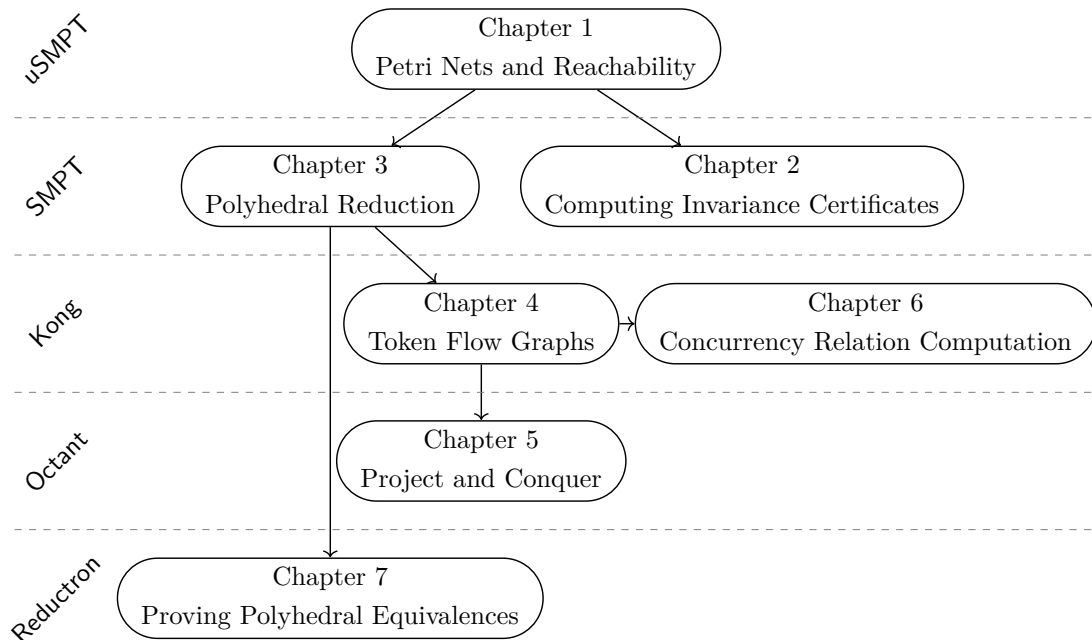 uSMPT
Chapter 1
Petri Nets and Reachability
SMPT
Chapter 3
Polyhedral Reduction
Chapter 2
Computing Invariance Certificates
Kong
Chapter 4
Token Flow Graphs
Chapter 6
Concurrency Relation Computation
Octant
Chapter 5
Project and Conquer
Reductron
Chapter 7
Proving Polyhedral Equivalences